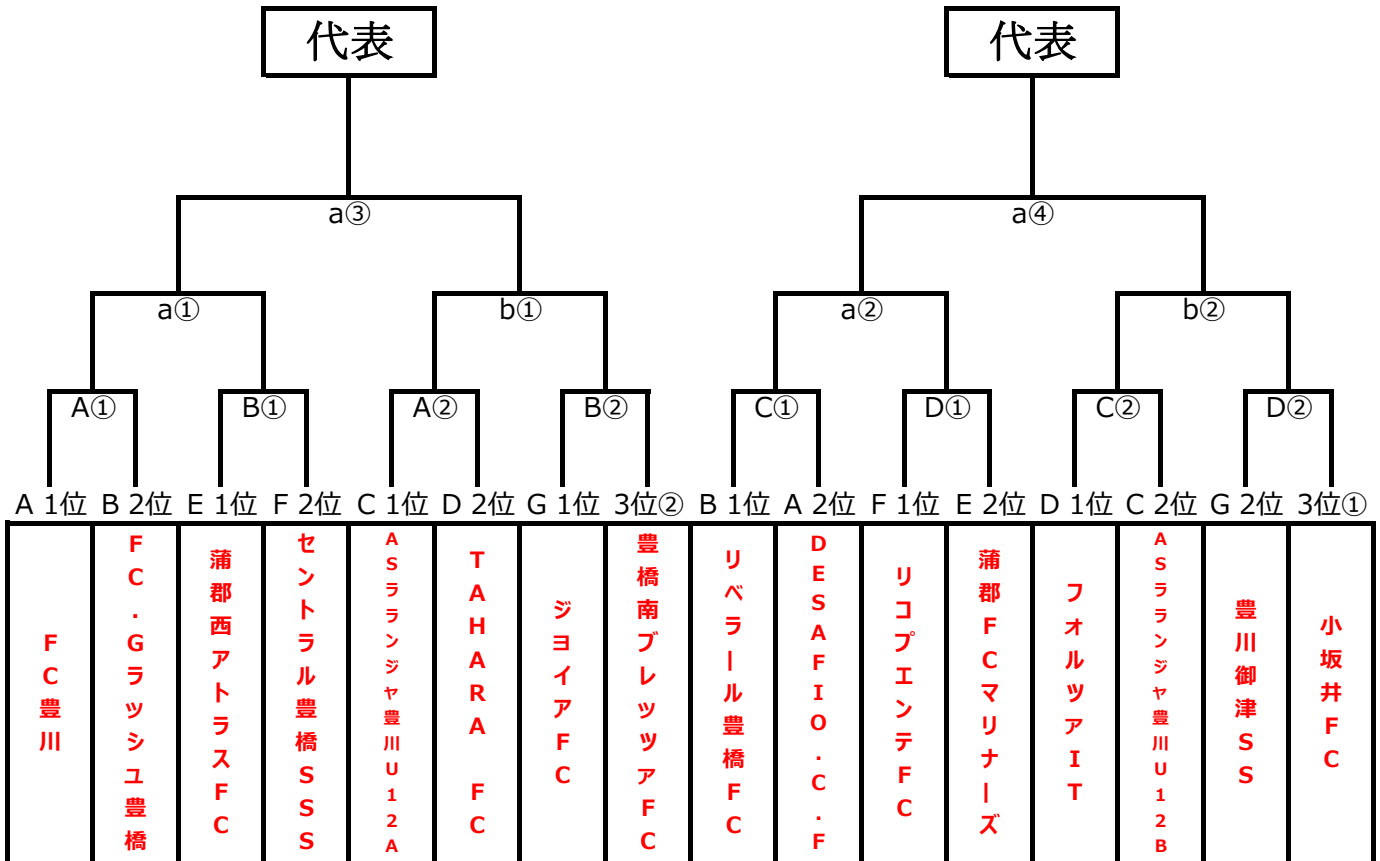 代表 代表
a③ a④
a① b① a② b②
A① B① A② B② C① D① C② D②
A 1位 B 2位 E 1位 F 2位 C 1位 D 2位 G 1位 3位② B 1位 A 2位 F 1位 E 2位 D 1位 C 2位 G 2位 3位①
FC豊川
FC.Gラッシュ豊橋
蒲郡西アトラスFC
セントラル豊橋SSS
ASラランジャ豊川U12A
TAHARA FC
ジョイアFC
豊橋南ブレッツァFC
リベラール豊橋FC
DESAFIO.C.F
リコプエンテFC
蒲郡FCマリナーズ
フォルツァIT
ASラランジャ豊川U12B
豊川御津SS
小坂井FC